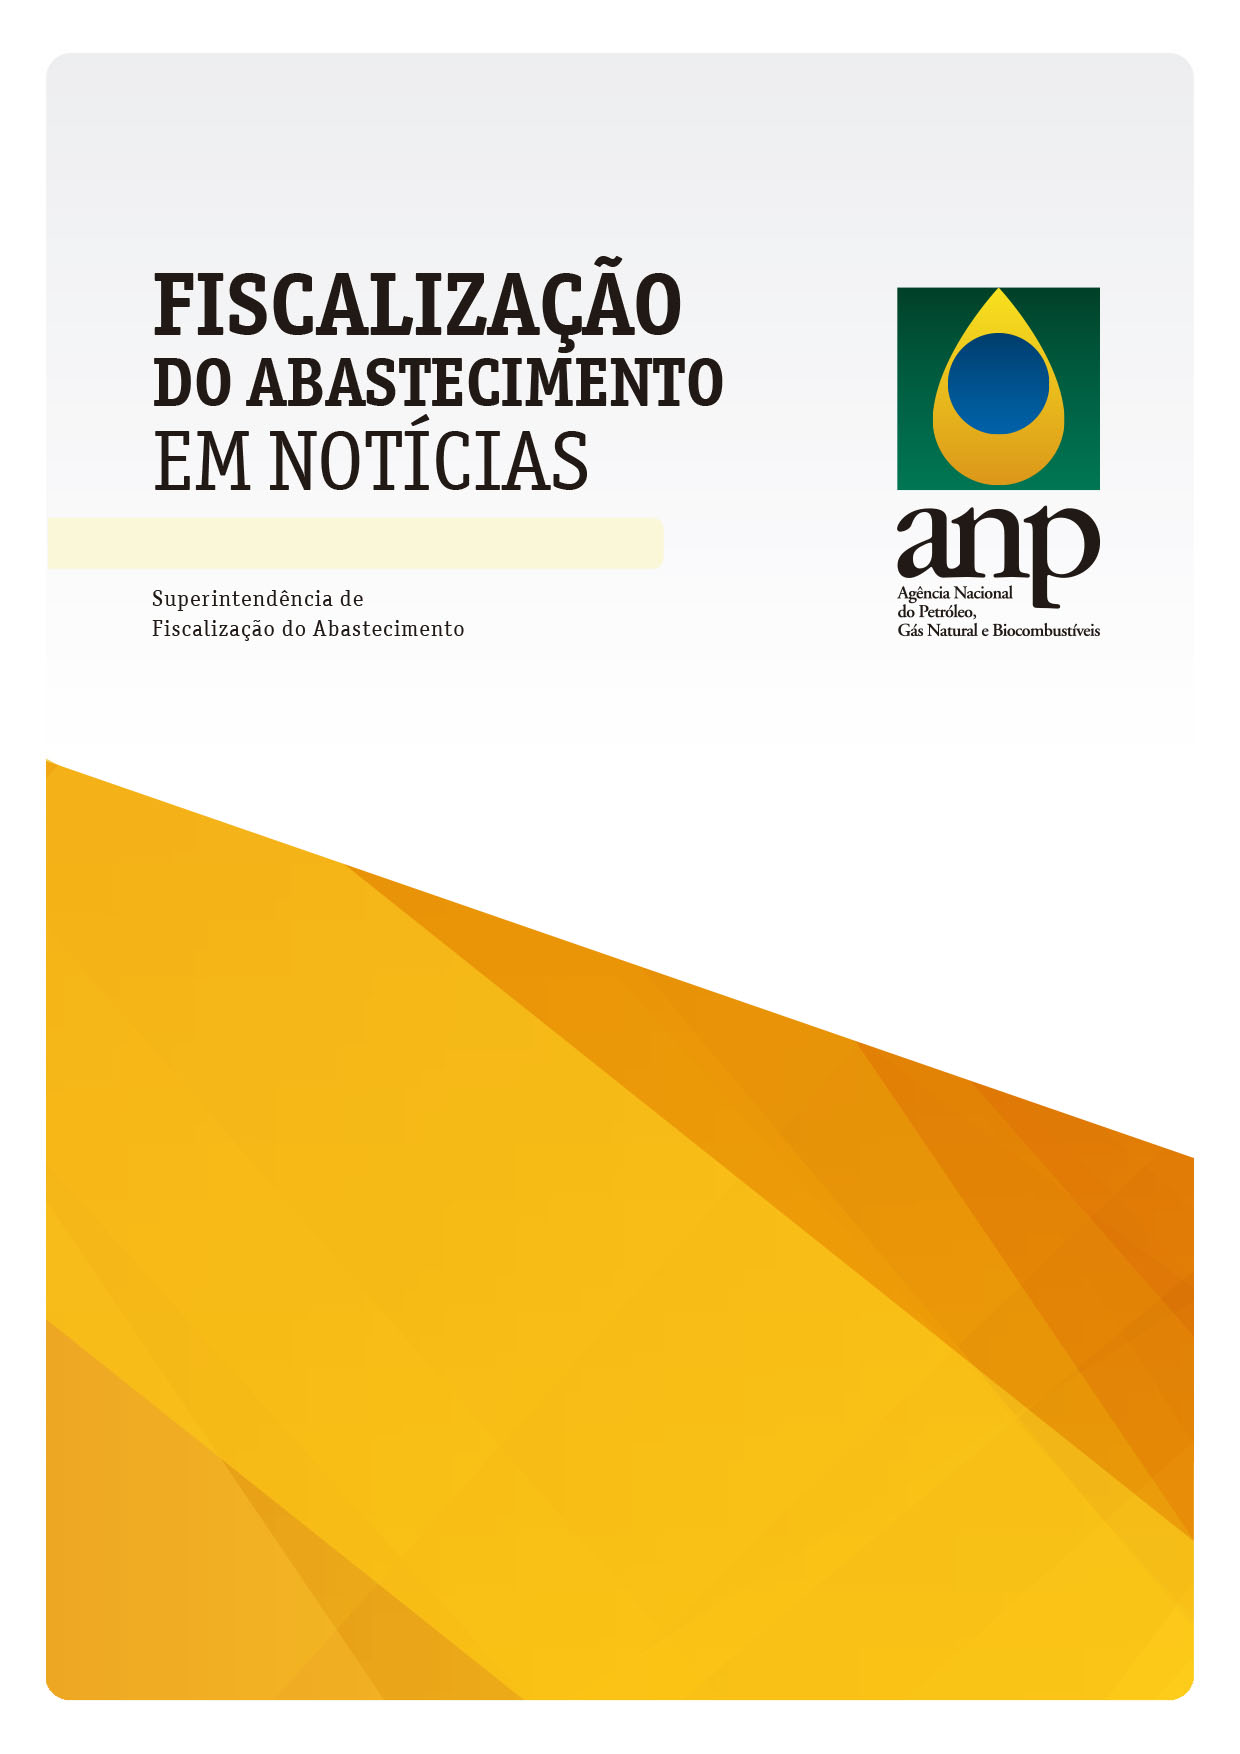 FISCALIZAÇÃO
DO ABASTECIMENTO
EM NOTÍCIAS
Superintendência de
Fiscalização do Abastecimento
anp
Agência Nacional
do Petróleo,
Gás Natural e Biocombustíveis